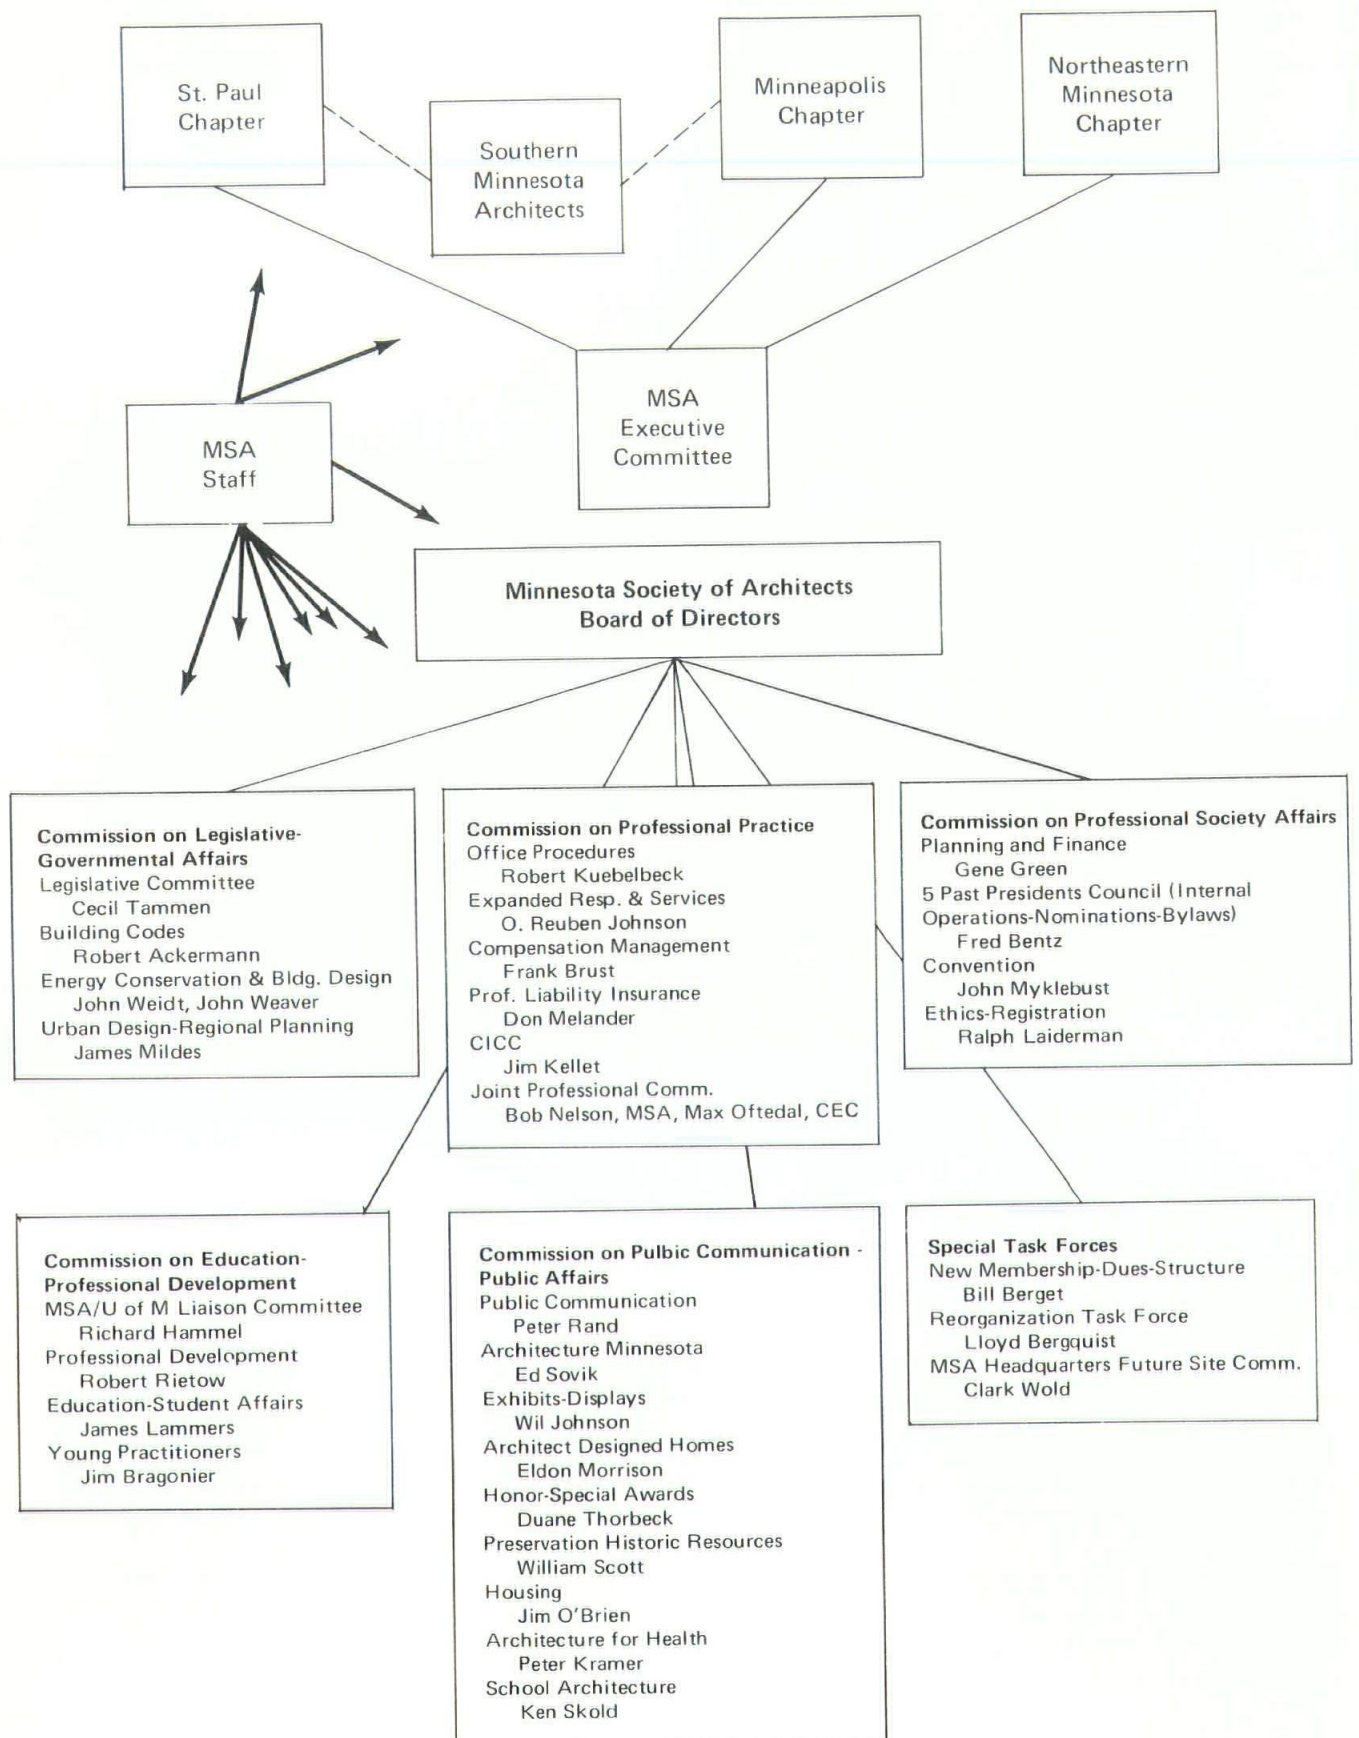 St. Paul
Chapter
Southern
Minnesota
Architects
Minneapolis
Chapter
Northeastern
Minnesota
Chapter
MSA
Staff
MSA
Executive
Committee
Minnesota Society of Architects
Board of Directors
Commission on Legislative-
Governmental Affairs
Legislative Committee
Cecil Tammen
Building Codes
Robert Ackermann
Energy Conservation & Bldg. Design
John Weidt, John Weaver
Urban Design-Regional Planning
James Mildes
Commission on Professional Practice
Office Procedures
Robert Kuebelbeck
Expanded Resp. & Services
O. Reuben Johnson
Compensation Management
Frank Brust
Prof. Liability Insurance
Don Melander
CICC
Jim Kellet
Joint Professional Comm.
Bob Nelson, MSA, Max Oftedal, CEC
Commission on Professional Society Affairs
Planning and Finance
Gene Green
5 Past Presidents Council (Internal
Operations-Nominations-Bylaws)
Fred Bentz
Convention
John Myklebust
Ethics-Registration
Ralph Laiderman
Commission on Education-
Professional Development
MSA/U of M Liaison Committee
Richard Hammel
Professional Development
Robert Rietow
Education-Student Affairs
James Lammers
Young Practitioners
Jim Bragonier
Commission on Pulbic Communication -
Public Affairs
Public Communication
Peter Rand
Architecture Minnesota
Ed Sovik
Exhibits-Displays
Wil Johnson
Architect Designed Homes
Eldon Morrison
Honor-Special Awards
Duane Thorbeck
Preservation Historic Resources
William Scott
Housing
Jim O'Brien
Architecture for Health
Peter Kramer
School Architecture
Ken Skold
Special Task Forces
New Membership-Dues-Structure
Bill Berget
Reorganization Task Force
Lloyd Bergquist
MSA Headquarters Future Site Comm.
Clark Wold